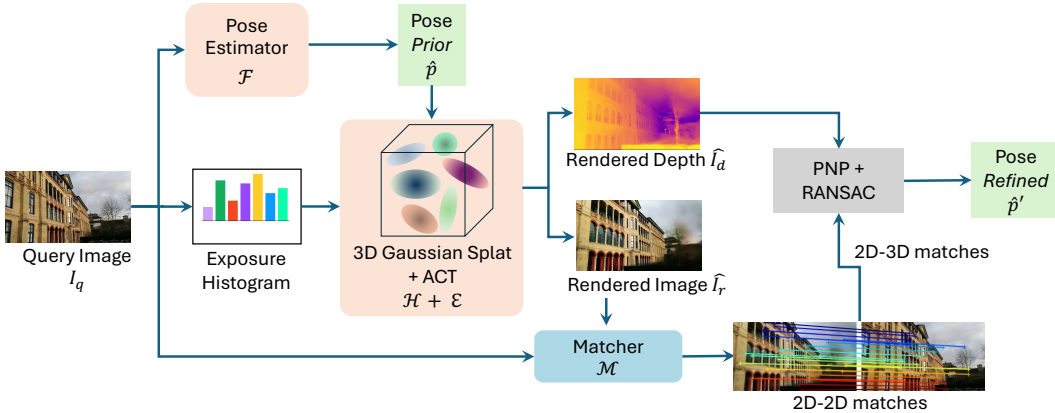 Pose
Estimator
ℱ
Pose
Prior
p̂
Query Image
I_q
Exposure
Histogram
3D Gaussian Splat
+ ACT
ℋ + ℰ
Rendered Depth Î_d
Rendered Image Î_r
Matcher
ℳ
PNP +
RANSAC
Pose
Refined
p̂′
2D-3D matches
2D-2D matches